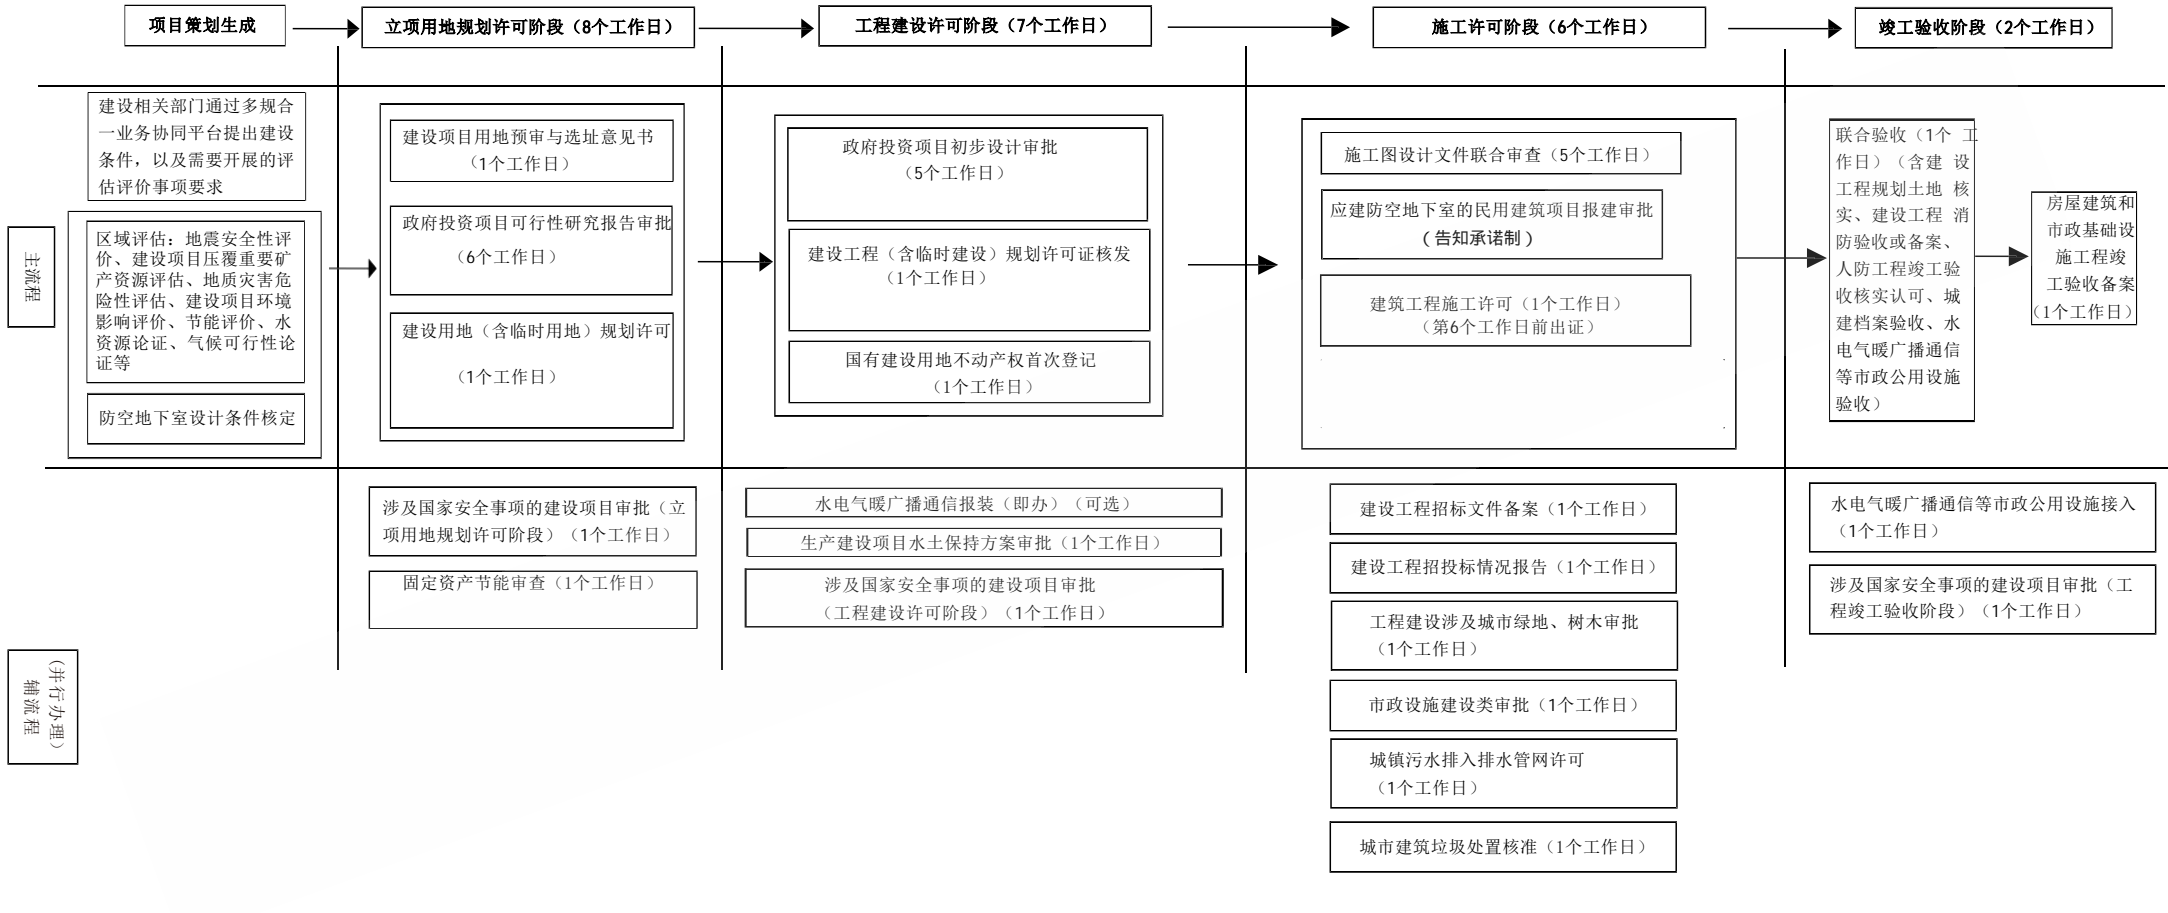 项目策划生成
立项用地规划许可阶段（8个工作日）
工程建设许可阶段（7个工作日）
施工许可阶段（6个工作日）
竣工验收阶段（2个工作日）
主流程
建设相关部门通过多规合
一业务协同平台提出建设
条件，以及需要开展的评
估评价事项要求
区域评估：地震安全性评
价、建设项目压覆重要矿
产资源评估、地质灾害危
险性评估、建设项目环境
影响评价、节能评价、水
资源论证、气候可行性论
证等
防空地下室设计条件核定
建设项目用地预审与选址意见书
（1个工作日）
政府投资项目可行性研究报告审批
（6个工作日）
建设用地（含临时用地）规划许可
（1个工作日）
政府投资项目初步设计审批
（5个工作日）
建设工程（含临时建设）规划许可证核发
（1个工作日）
国有建设用地不动产权首次登记
（1个工作日）
施工图设计文件联合审查（5个工作日）
应建防空地下室的民用建筑项目报建审批
（告知承诺制）
建筑工程施工许可（1个工作日）
（第6个工作日前出证）
联合验收（1个 工
作日）（含建 设
工程规划土地 核
实、建设工程 消
防验收或备案、
人防工程竣工验
收核实认可、城
建档案验收、水
电气暖广播通信
等市政公用设施
验收）
房屋建筑和
市政基础设
施工程竣
工验收备案
（1个工作日）
（并行办理）
辅流程
涉及国家安全事项的建设项目审批（立
项用地规划许可阶段）（1个工作日）
固定资产节能审查（1个工作日）
水电气暖广播通信报装（即办）（可选）
生产建设项目水土保持方案审批（1个工作日）
涉及国家安全事项的建设项目审批
（工程建设许可阶段）（1个工作日）
建设工程招标文件备案（1个工作日）
建设工程招投标情况报告（1个工作日）
工程建设涉及城市绿地、树木审批
（1个工作日）
市政设施建设类审批（1个工作日）
城镇污水排入排水管网许可
（1个工作日）
城市建筑垃圾处置核准（1个工作日）
水电气暖广播通信等市政公用设施接入
（1个工作日）
涉及国家安全事项的建设项目审批（工
程竣工验收阶段）（1个工作日）